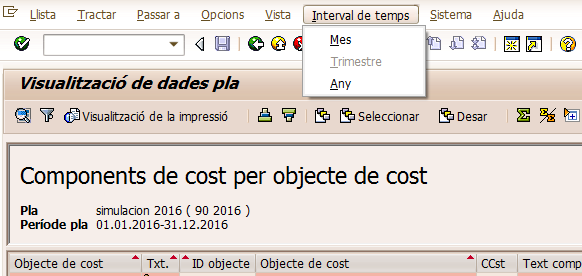 Llista Tractar Passar a Opcions Vista Interval de temps Sistema Ajuda
Mes
Trimestre
Any
Visualització de dades pla
Visualització de la impressió Seleccionar Desar
Components de cost per objecte de cost
Pla simulacion 2016 ( 90 2016 )
Període pla 01.01.2016-31.12.2016
Objecte de cost Txt. ID objecte Objecte de cost CCst Text comp